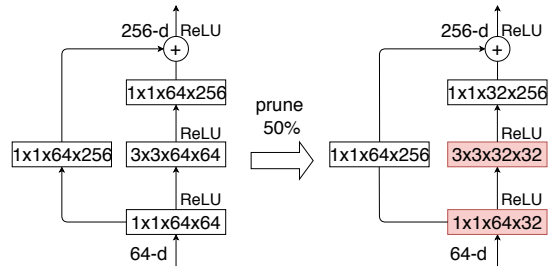 256-d ReLU
+
1x1x64x256
ReLU
1x1x64x256
3x3x64x64
ReLU
1x1x64x64
64-d
prune
50%
256-d ReLU
+
1x1x32x256
ReLU
1x1x64x256
3x3x32x32
ReLU
1x1x64x32
64-d